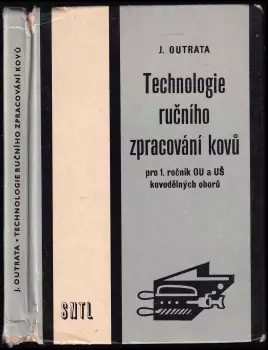 J. OUTRATA • TECHNOLOGIE RUČNÍHO ZPRACOVÁNÍ KOVŮ
J. OUTRATA
Technologie
ručního
zpracování kovů
pro 1. ročník OU a UŠ
kovodělných oborů
SNTL